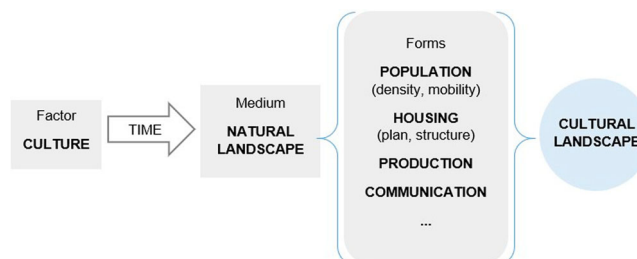 Factor
CULTURE
TIME
Medium
NATURAL
LANDSCAPE
Forms
POPULATION
(density, mobility)
HOUSING
(plan, structure)
PRODUCTION
COMMUNICATION
...
CULTURAL
LANDSCAPE